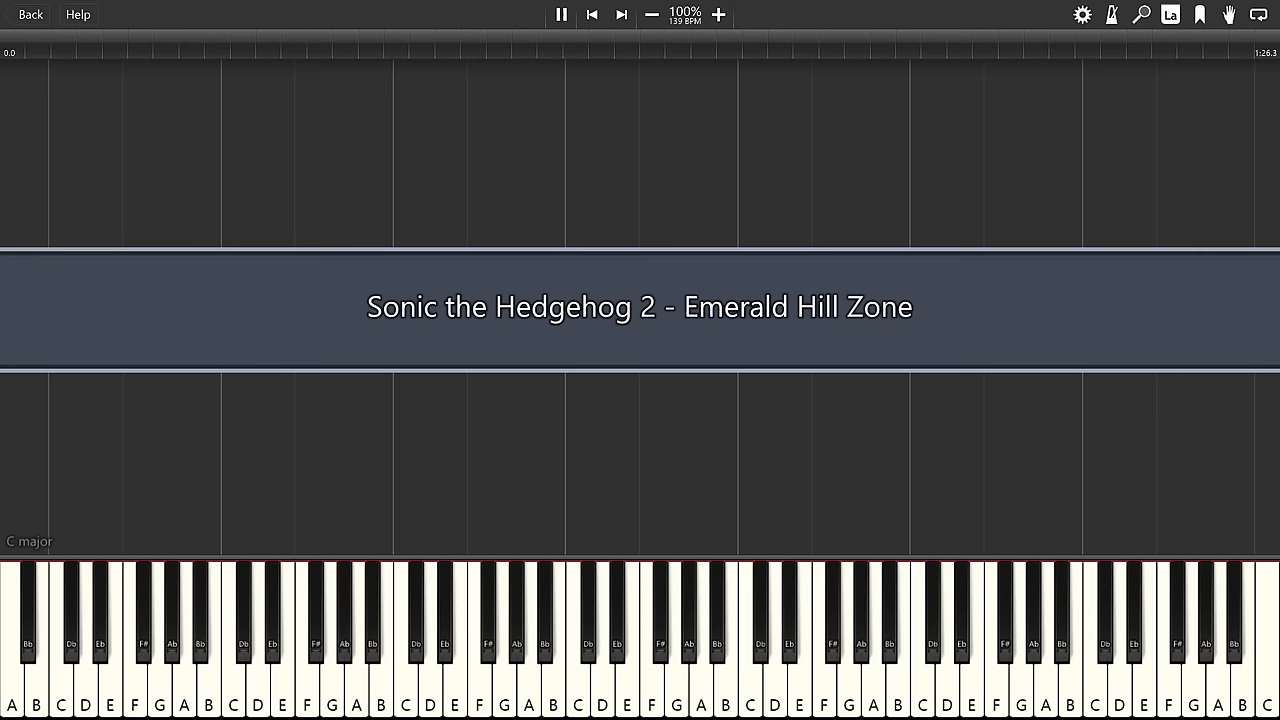 Back Help 100% La
139 BPM
0.0 1:26.3
Sonic the Hedgehog 2 - Emerald Hill Zone
C major
Bb Db Eb F# Ab Bb Db Eb F# Ab Bb Db Eb F# Ab Bb Db Eb F# Ab Bb Db Eb F# Ab Bb Db Eb F# Ab Bb Db Eb F# Ab Bb
A B C D E F G A B C D E F G A B C D E F G A B C D E F G A B C D E F G A B C D E F G A B C D E F G A B C